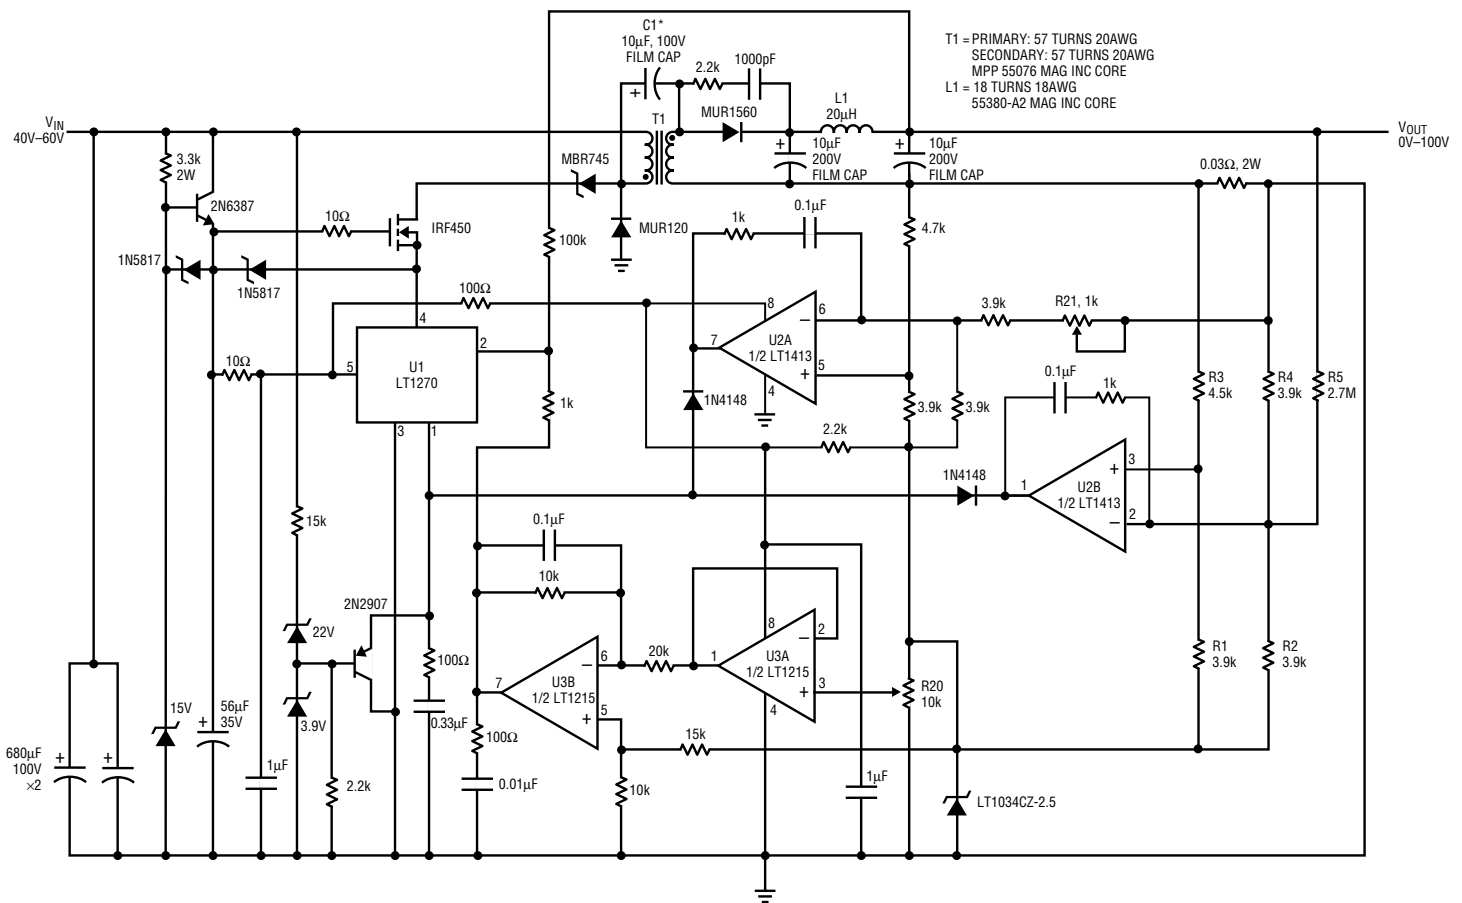 C1*
10µF, 100V
FILM CAP
+
2.2k
1000pF
T1 = PRIMARY: 57 TURNS 20AWG
SECONDARY: 57 TURNS 20AWG
MPP 55076 MAG INC CORE
L1 = 18 TURNS 18AWG
55380-A2 MAG INC CORE
VIN
40V–60V
T1
MUR1560
L1
20µH
VOUT
0V–100V
3.3k
2W
2N6387
MBR745
+
10µF
200V
FILM CAP
+
10µF
200V
FILM CAP
0.03Ω, 2W
10Ω
IRF450
100k
MUR120
1k
0.1µF
4.7k
1N5817
1N5817
100Ω
4
2
5
U1
LT1270
3
1
10Ω
1k
8
6
–
7
U2A
1/2 LT1413
5
+
4
3.9k
R21, 1k
1N4148
3.9k
3.9k
2.2k
0.1µF
1k
R3
4.5k
R4
3.9k
R5
2.7M
1N4148
1
3
+
U2B
1/2 LT1413
2
–
15k
0.1µF
10k
22V
2N2907
100Ω
3.9V
0.33µF
2.2k
7
6
–
U3B
1/2 LT1215
5
+
20k
1
8
2
–
U3A
1/2 LT1215
3
+
4
R20
10k
R1
3.9k
R2
3.9k
15V
+
56µF
35V
1µF
680µF
100V
×2
+
+
100Ω
0.01µF
15k
10k
1µF
LT1034CZ-2.5